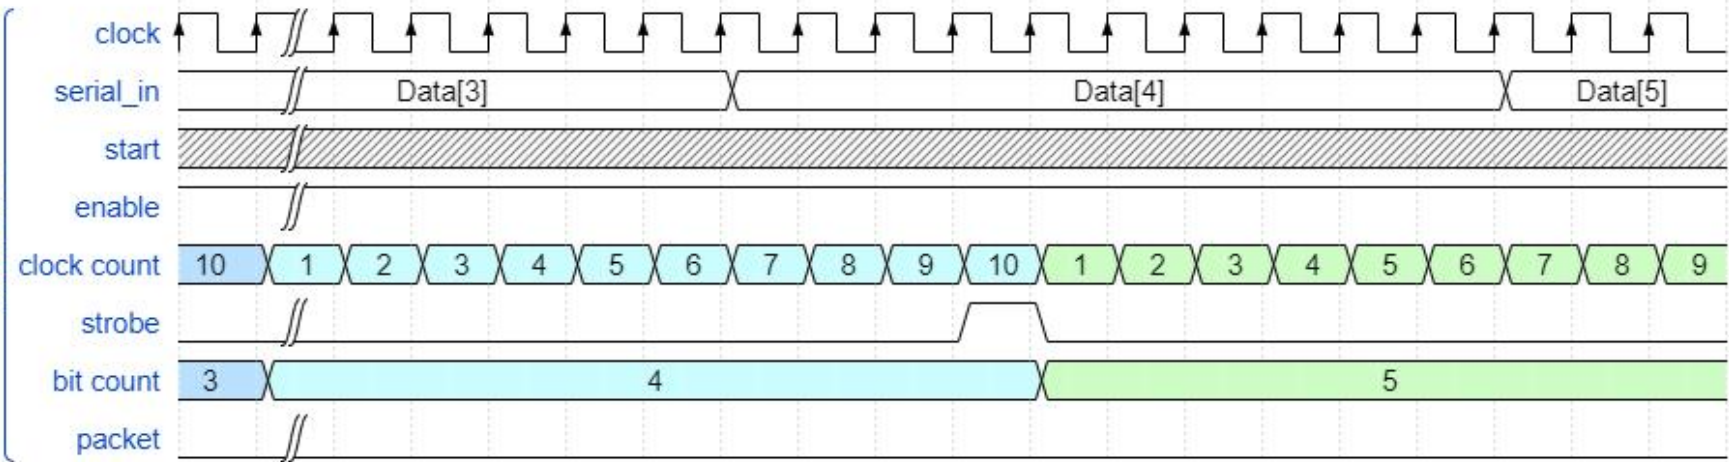 clock
serial_in Data[3] Data[4] Data[5]
start
enable
clock count 10 1 2 3 4 5 6 7 8 9 10 1 2 3 4 5 6 7 8 9
strobe
bit count 3 4 5
packet